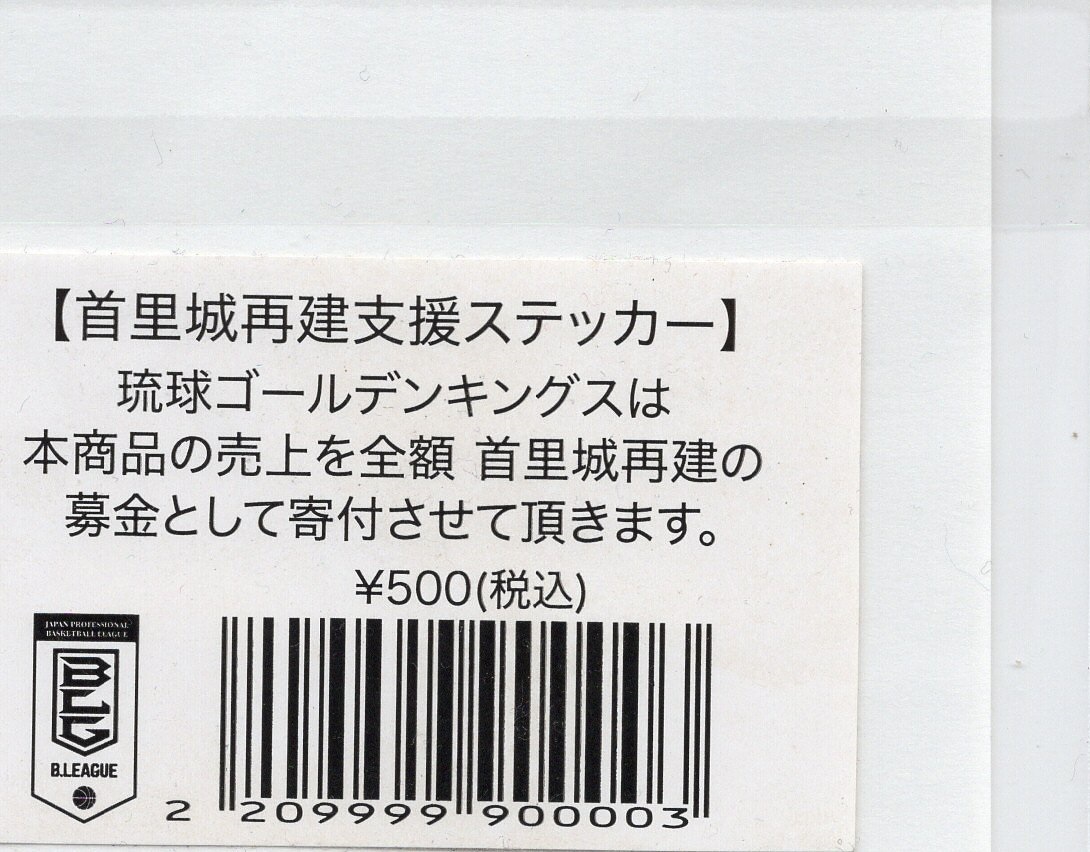 【首里城再建支援ステッカー】
琉球ゴールデンキングスは
本商品の売上を全額 首里城再建の
募金として寄付させて頂きます。
¥500(税込)
JAPAN PROFESSIONAL
BASKETBALL LEAGUE
BLG
B.LEAGUE
2 209999 900003